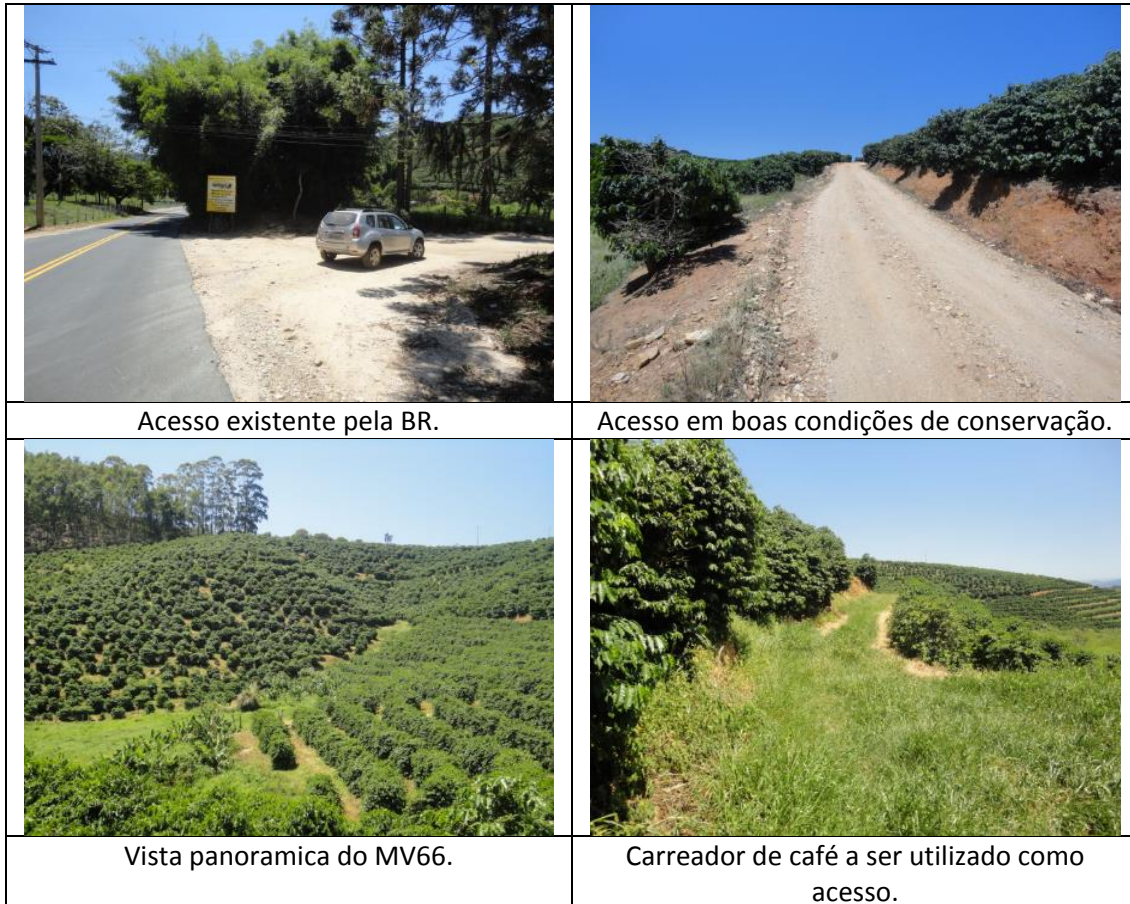 Acesso existente pela BR.
Acesso em boas condições de conservação.
Vista panoramica do MV66.
Carreador de café a ser utilizado como
acesso.